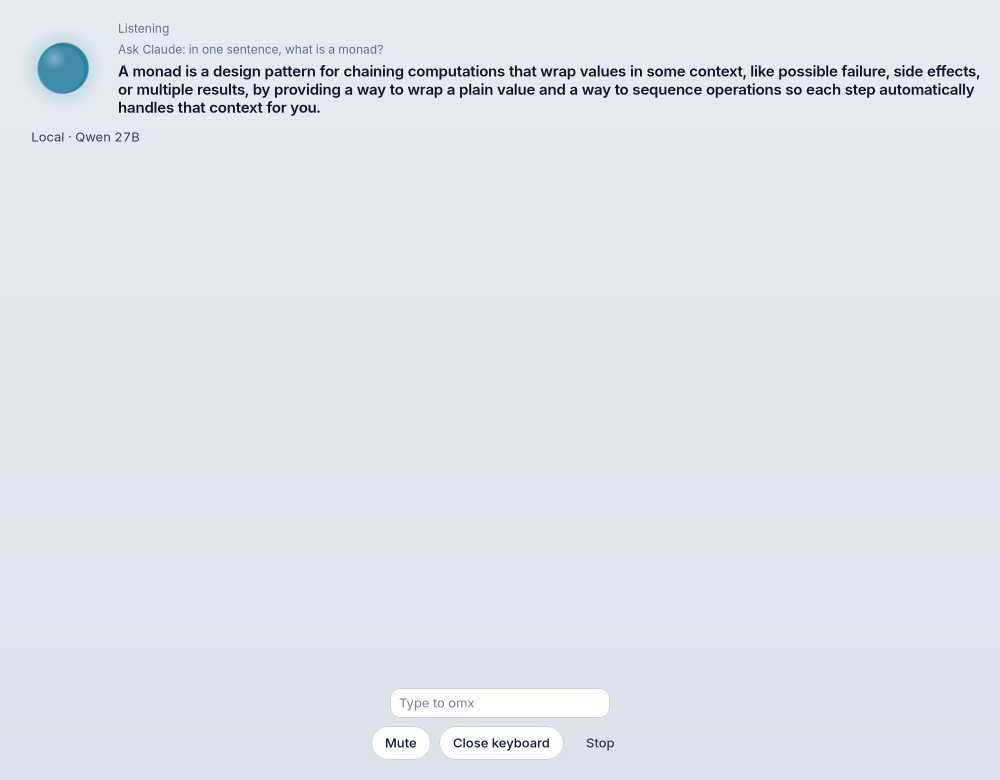 Listening
Ask Claude: in one sentence, what is a monad?
A monad is a design pattern for chaining computations that wrap values in some context, like possible failure, side effects,
or multiple results, by providing a way to wrap a plain value and a way to sequence operations so each step automatically
handles that context for you.
Local · Qwen 27B
Type to omx
Mute
Close keyboard
Stop